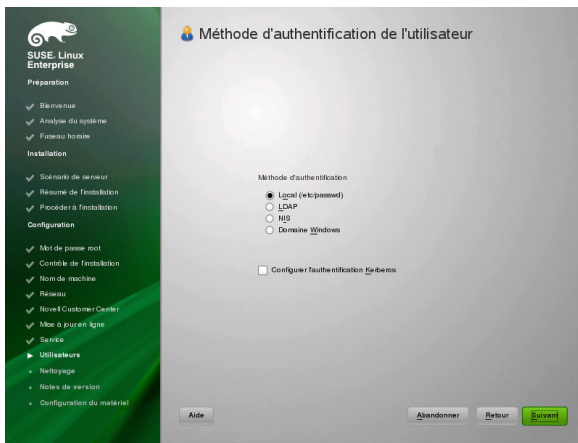 SUSE. Linux
Enterprise
Préparation
Bienvenue
Analyse du système
Fuseau horaire
Installation
Scénario de serveur
Résumé de l'installation
Procéder à l'installation
Configuration
Mot de passe root
Contrôle de l'installation
Nom de machine
Réseau
Novell Customer Center
Mise à jour en ligne
Service
Utilisateurs
Nettoyage
Notes de version
Configuration du matériel
Méthode d'authentification de l'utilisateur
Méthode d'authentification
Local (/etc/passwd)
LDAP
NIS
Domaine Windows
Configurer l'authentification Kerberos
Aide
Abandonner
Retour
Suivant